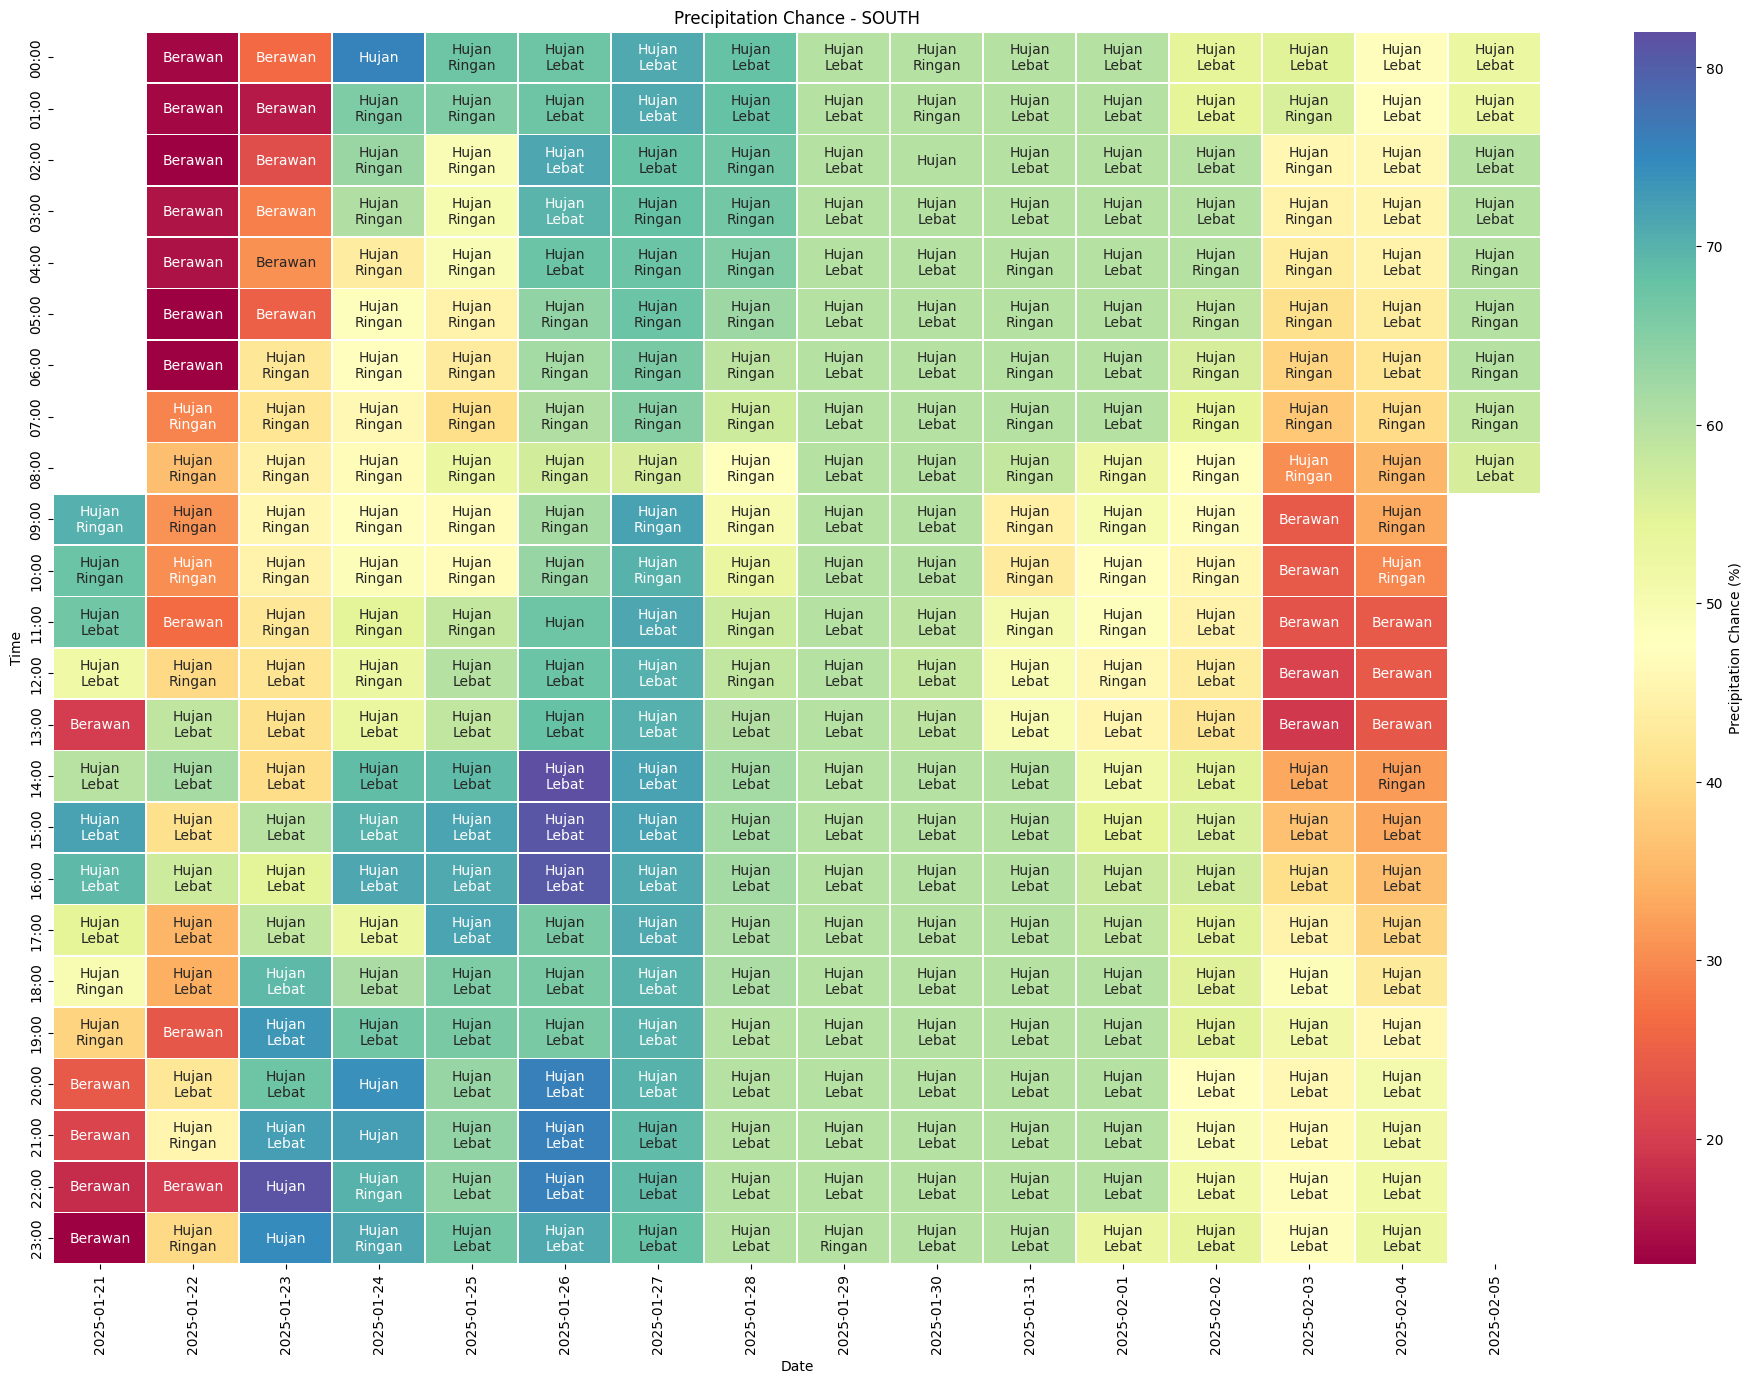 Precipitation Chance - SOUTH
00:00 Berawan Berawan Hujan Hujan Ringan Hujan Lebat Hujan Lebat Hujan Lebat Hujan Lebat Hujan Ringan Hujan Lebat Hujan Lebat Hujan Lebat Hujan Lebat Hujan Lebat Hujan Lebat
01:00 Berawan Berawan Hujan Ringan Hujan Ringan Hujan Lebat Hujan Lebat Hujan Lebat Hujan Lebat Hujan Ringan Hujan Lebat Hujan Lebat Hujan Lebat Hujan Ringan Hujan Lebat Hujan Lebat
02:00 Berawan Berawan Hujan Ringan Hujan Ringan Hujan Lebat Hujan Lebat Hujan Ringan Hujan Lebat Hujan Hujan Lebat Hujan Lebat Hujan Lebat Hujan Ringan Hujan Lebat Hujan Lebat
03:00 Berawan Berawan Hujan Ringan Hujan Ringan Hujan Lebat Hujan Ringan Hujan Ringan Hujan Lebat Hujan Lebat Hujan Lebat Hujan Lebat Hujan Lebat Hujan Ringan Hujan Lebat Hujan Lebat
04:00 Berawan Berawan Hujan Ringan Hujan Ringan Hujan Lebat Hujan Ringan Hujan Ringan Hujan Lebat Hujan Lebat Hujan Ringan Hujan Lebat Hujan Ringan Hujan Ringan Hujan Lebat Hujan Ringan
05:00 Berawan Berawan Hujan Ringan Hujan Ringan Hujan Ringan Hujan Ringan Hujan Ringan Hujan Lebat Hujan Lebat Hujan Ringan Hujan Lebat Hujan Ringan Hujan Ringan Hujan Lebat Hujan Ringan
06:00 Berawan Hujan Ringan Hujan Ringan Hujan Ringan Hujan Ringan Hujan Ringan Hujan Ringan Hujan Lebat Hujan Lebat Hujan Ringan Hujan Lebat Hujan Ringan Hujan Ringan Hujan Lebat Hujan Ringan
07:00 Hujan Ringan Hujan Ringan Hujan Ringan Hujan Ringan Hujan Ringan Hujan Ringan Hujan Ringan Hujan Lebat Hujan Lebat Hujan Ringan Hujan Lebat Hujan Ringan Hujan Ringan Hujan Ringan Hujan Ringan
08:00 Hujan Ringan Hujan Ringan Hujan Ringan Hujan Ringan Hujan Ringan Hujan Ringan Hujan Ringan Hujan Lebat Hujan Lebat Hujan Ringan Hujan Ringan Hujan Ringan Hujan Ringan Hujan Ringan Hujan Lebat
09:00 Hujan Ringan Hujan Ringan Hujan Ringan Hujan Ringan Hujan Ringan Hujan Ringan Hujan Ringan Hujan Ringan Hujan Lebat Hujan Lebat Hujan Ringan Hujan Ringan Hujan Ringan Berawan Hujan Ringan
10:00 Hujan Ringan Hujan Ringan Hujan Ringan Hujan Ringan Hujan Ringan Hujan Ringan Hujan Ringan Hujan Ringan Hujan Lebat Hujan Lebat Hujan Ringan Hujan Ringan Hujan Ringan Berawan Hujan Ringan
11:00 Hujan Lebat Berawan Hujan Ringan Hujan Ringan Hujan Ringan Hujan Hujan Lebat Hujan Ringan Hujan Lebat Hujan Lebat Hujan Ringan Hujan Ringan Hujan Lebat Berawan Berawan
12:00 Hujan Lebat Hujan Ringan Hujan Lebat Hujan Ringan Hujan Lebat Hujan Lebat Hujan Lebat Hujan Ringan Hujan Lebat Hujan Lebat Hujan Lebat Hujan Ringan Hujan Lebat Berawan Berawan
13:00 Berawan Hujan Lebat Hujan Lebat Hujan Lebat Hujan Lebat Hujan Lebat Hujan Lebat Hujan Lebat Hujan Lebat Hujan Lebat Hujan Lebat Hujan Lebat Hujan Lebat Berawan Berawan
14:00 Hujan Lebat Hujan Lebat Hujan Lebat Hujan Lebat Hujan Lebat Hujan Lebat Hujan Lebat Hujan Lebat Hujan Lebat Hujan Lebat Hujan Lebat Hujan Lebat Hujan Lebat Hujan Lebat Hujan Ringan
15:00 Hujan Lebat Hujan Lebat Hujan Lebat Hujan Lebat Hujan Lebat Hujan Lebat Hujan Lebat Hujan Lebat Hujan Lebat Hujan Lebat Hujan Lebat Hujan Lebat Hujan Lebat Hujan Lebat Hujan Lebat
16:00 Hujan Lebat Hujan Lebat Hujan Lebat Hujan Lebat Hujan Lebat Hujan Lebat Hujan Lebat Hujan Lebat Hujan Lebat Hujan Lebat Hujan Lebat Hujan Lebat Hujan Lebat Hujan Lebat Hujan Lebat
17:00 Hujan Lebat Hujan Lebat Hujan Lebat Hujan Lebat Hujan Lebat Hujan Lebat Hujan Lebat Hujan Lebat Hujan Lebat Hujan Lebat Hujan Lebat Hujan Lebat Hujan Lebat Hujan Lebat Hujan Lebat
18:00 Hujan Ringan Hujan Lebat Hujan Lebat Hujan Lebat Hujan Lebat Hujan Lebat Hujan Lebat Hujan Lebat Hujan Lebat Hujan Lebat Hujan Lebat Hujan Lebat Hujan Lebat Hujan Lebat Hujan Lebat
19:00 Hujan Ringan Berawan Hujan Lebat Hujan Lebat Hujan Lebat Hujan Lebat Hujan Lebat Hujan Lebat Hujan Lebat Hujan Lebat Hujan Lebat Hujan Lebat Hujan Lebat Hujan Lebat Hujan Lebat
20:00 Berawan Hujan Lebat Hujan Lebat Hujan Hujan Lebat Hujan Lebat Hujan Lebat Hujan Lebat Hujan Lebat Hujan Lebat Hujan Lebat Hujan Lebat Hujan Lebat Hujan Lebat Hujan Lebat
21:00 Berawan Hujan Ringan Hujan Lebat Hujan Hujan Lebat Hujan Lebat Hujan Lebat Hujan Lebat Hujan Lebat Hujan Lebat Hujan Lebat Hujan Lebat Hujan Lebat Hujan Lebat Hujan Lebat
22:00 Berawan Berawan Hujan Hujan Ringan Hujan Lebat Hujan Lebat Hujan Lebat Hujan Lebat Hujan Lebat Hujan Lebat Hujan Lebat Hujan Lebat Hujan Lebat Hujan Lebat Hujan Lebat
23:00 Berawan Hujan Ringan Hujan Hujan Ringan Hujan Lebat Hujan Lebat Hujan Lebat Hujan Lebat Hujan Ringan Hujan Lebat Hujan Lebat Hujan Lebat Hujan Lebat Hujan Lebat Hujan Lebat
Time
2025-01-21 2025-01-22 2025-01-23 2025-01-24 2025-01-25 2025-01-26 2025-01-27 2025-01-28 2025-01-29 2025-01-30 2025-01-31 2025-02-01 2025-02-02 2025-02-03 2025-02-04 2025-02-05
Date
80
70
60
50
40
30
20
Precipitation Chance (%)